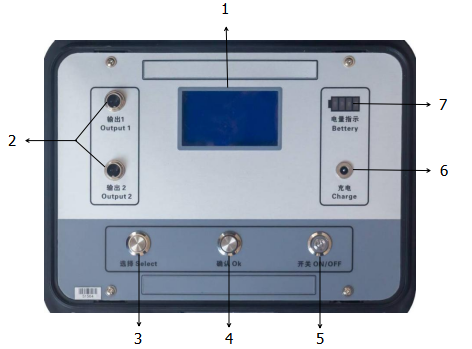 1
输出1
Output 1
2
输出 2
Output 2
电量指示
Bettery
7
充电
Charge
6
选择 Select
确认 Ok
开关 ON/OFF
3
4
5